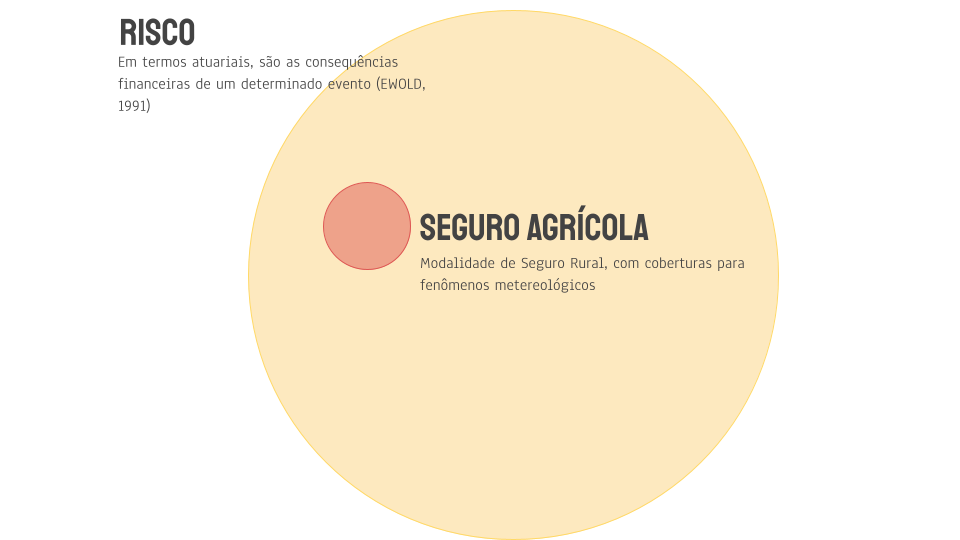 RISCO
Em termos atuariais, são as consequências
financeiras de um determinado evento (EWOLD,
1991)
SEGURO AGRÍCOLA
Modalidade de Seguro Rural, com coberturas para
fenômenos metereológicos